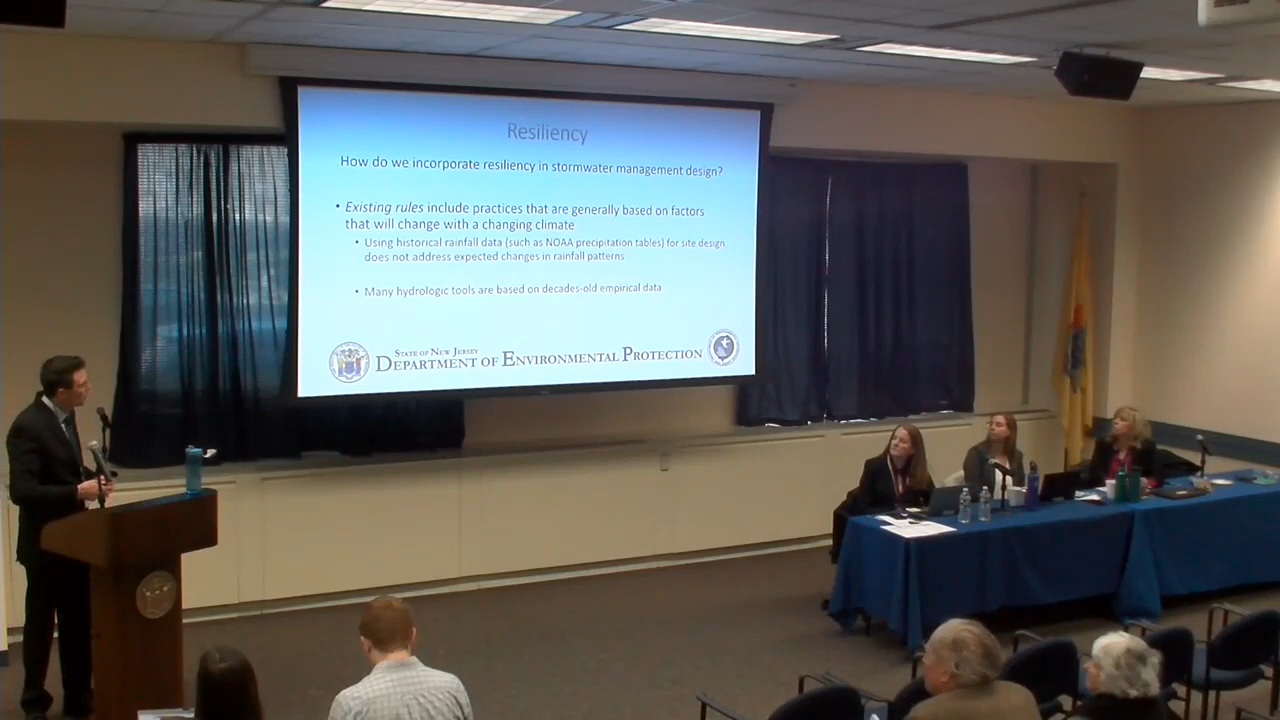 Resiliency
How do we incorporate resiliency in stormwater management design?
• Existing rules include practices that are generally based on factors
that will change with a changing climate
• Using historical rainfall data (such as NOAA precipitation tables) for site design
does not address expected changes in rainfall patterns
• Many hydrologic tools are based on decades-old empirical data
STATE OF NEW JERSEY
DEPARTMENT OF ENVIRONMENTAL PROTECTION